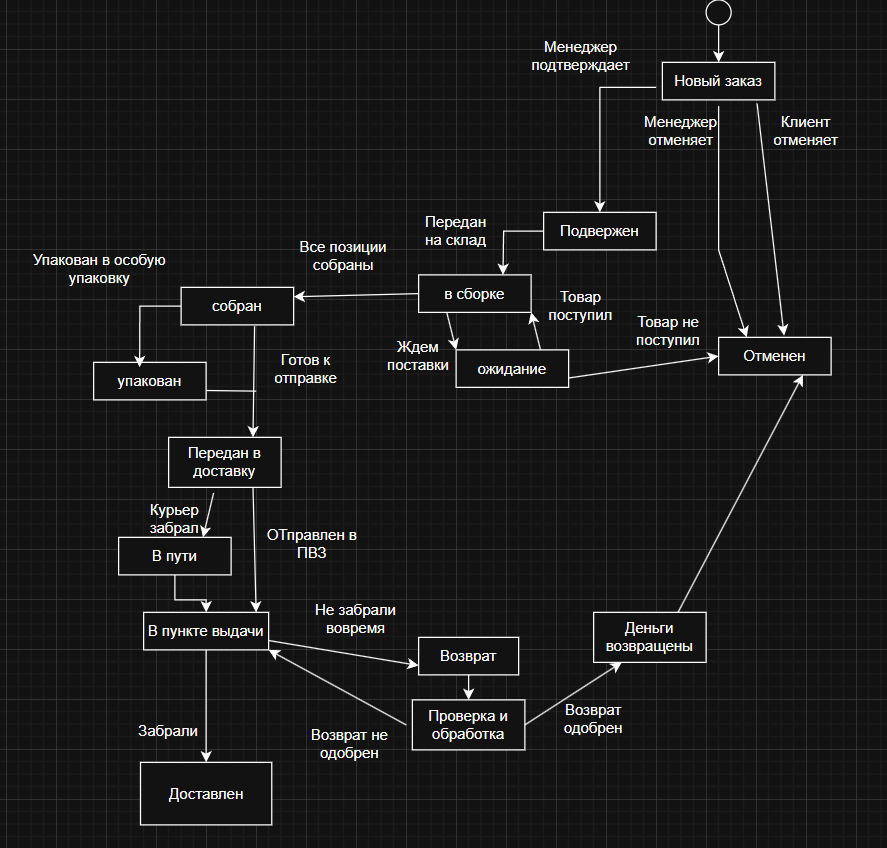 Менеджер
подтверждает
Новый заказ
Менеджер
отменяет
Клиент
отменяет
Передан
на склад
Подвержен
Все позиции
собраны
Упакован в особую
упаковку
собран
в сборке
Товар
поступил
Товар не
поступил
Ждем
поставки
ожидание
Отменен
Готов к
отправке
упакован
Передан в
доставку
Курьер
забрал
ОТправлен в
ПВЗ
В пути
Не забрали
вовремя
В пункте выдачи
Возврат
Деньги
возвращены
Проверка и
обработка
Возврат
одобрен
Возврат не
одобрен
Забрали
Доставлен